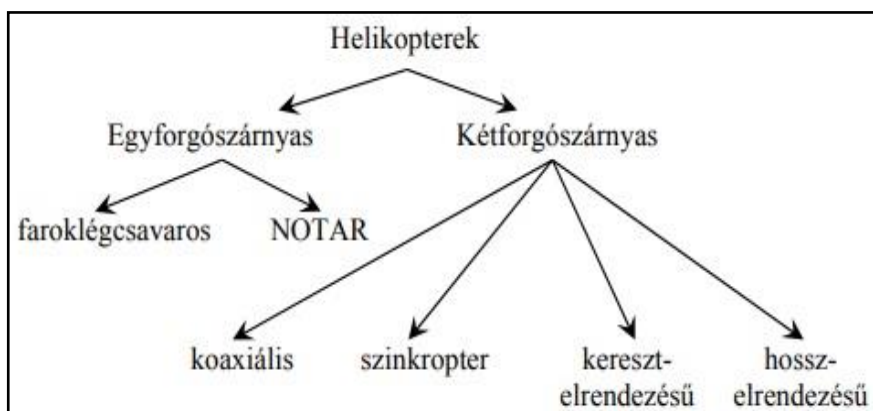 Helikopterek
Egyforgószárnyas Kétforgószárnyas
faroklégcsavaros NOTAR
koaxiális szinkropter kereszt- hossz-
elrendezésű elrendezésű